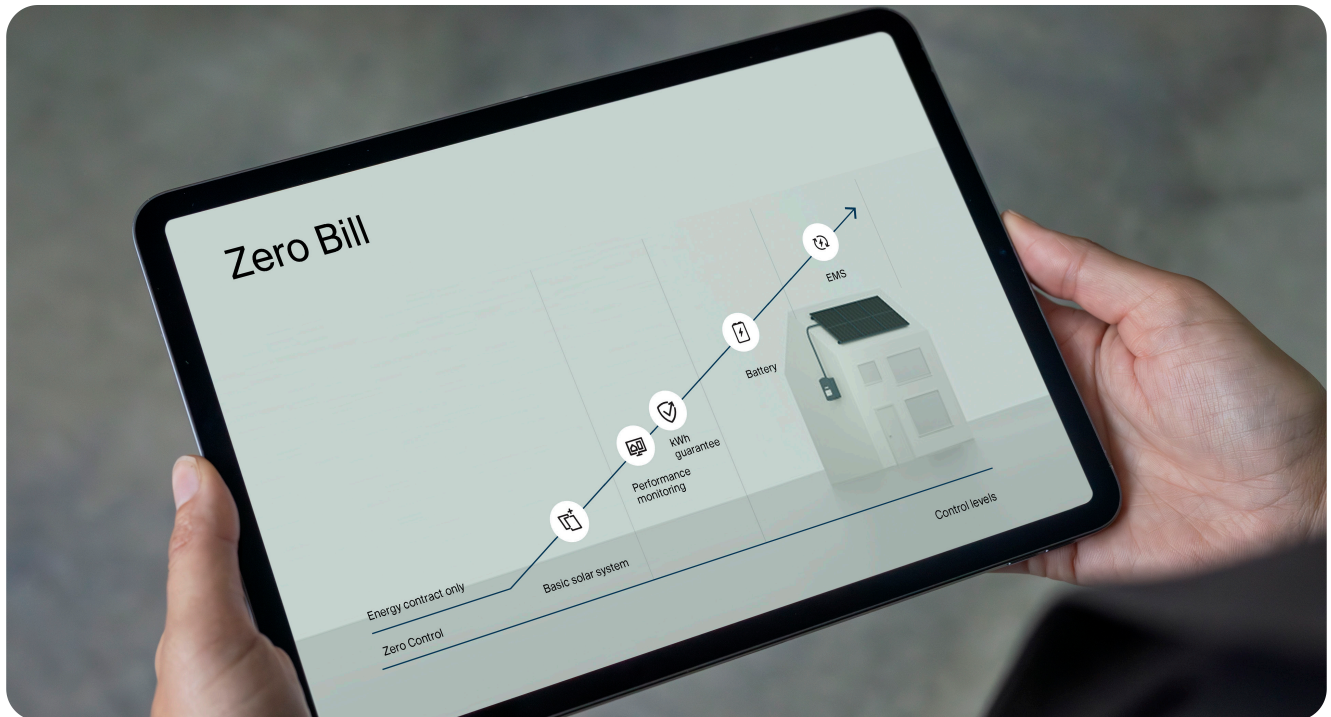 Zero Bill
EMS
Battery
kWh
guarantee
Performance
monitoring
Basic solar system
Energy contract only
Zero Control
Control levels